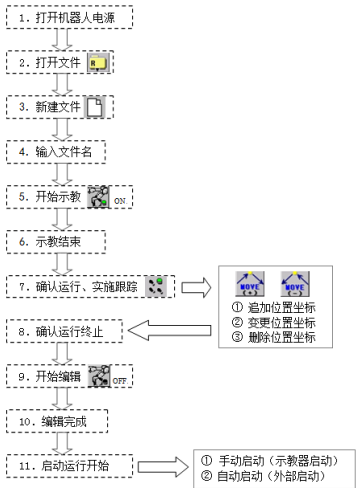 1. 打开机器人电源
2. 打开文件
R
3. 新建文件
4. 输入文件名
5. 开始示教
ON
6. 示教结束
7. 确认运行、实施跟踪
MOVE
(+)
MOVE
(-)
① 追加位置坐标
② 变更位置坐标
③ 删除位置坐标
8. 确认运行终止
9. 开始编辑
OFF
10. 编辑完成
11. 启动运行开始
① 手动启动（示教器启动）
② 自动启动（外部启动）